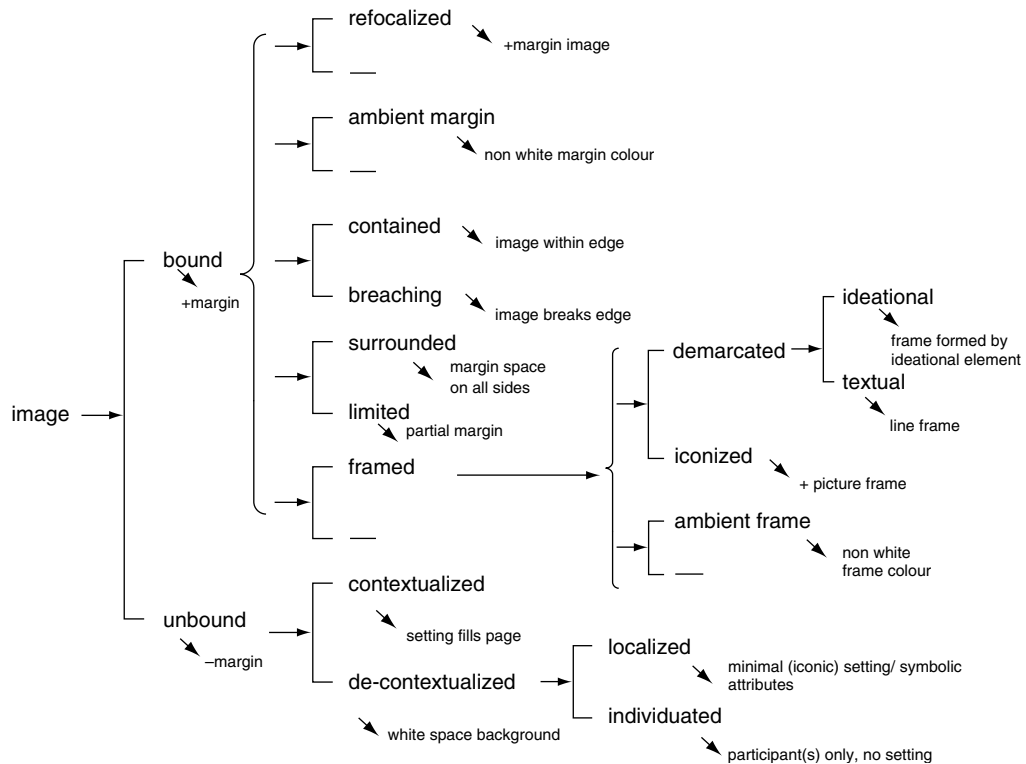 refocalized
+margin image
ambient margin
non white margin colour
contained
image within edge
bound
+margin
breaching
image breaks edge
ideational
frame formed by
ideational element
surrounded
margin space
on all sides
demarcated
textual
line frame
image
limited
partial margin
framed
iconized
+ picture frame
ambient frame
non white
frame colour
contextualized
setting fills page
unbound
–margin
localized
minimal (iconic) setting/ symbolic
attributes
de-contextualized
white space background
individuated
participant(s) only, no setting